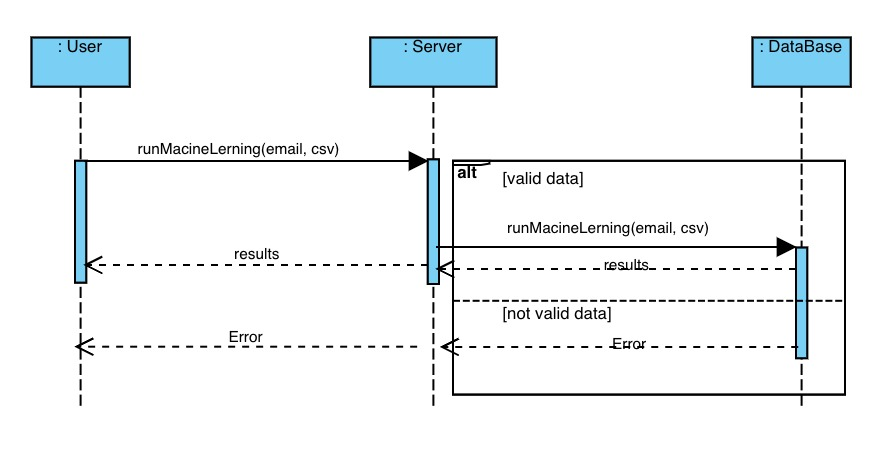 : User
: Server
: DataBase
runMacineLerning(email, csv)
alt
[valid data]
runMacineLerning(email, csv)
results
results
[not valid data]
Error
Error